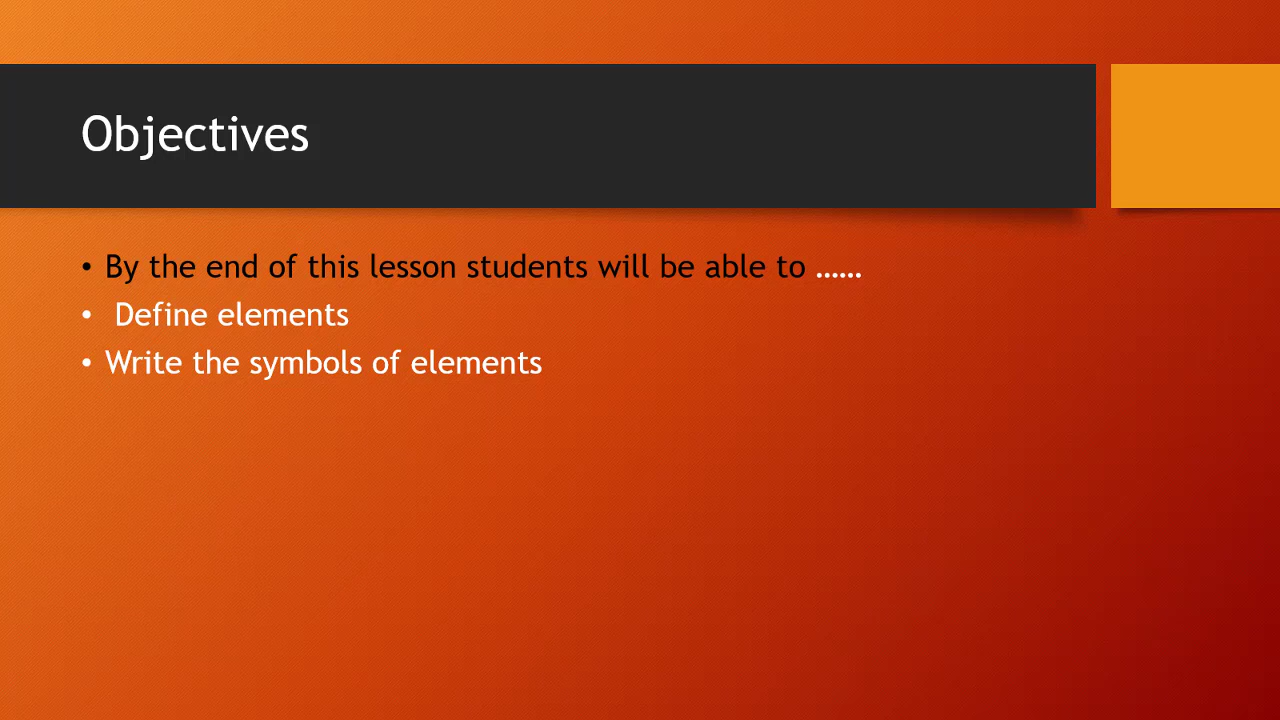 Objectives
• By the end of this lesson students will be able to ......
• Define elements
• Write the symbols of elements